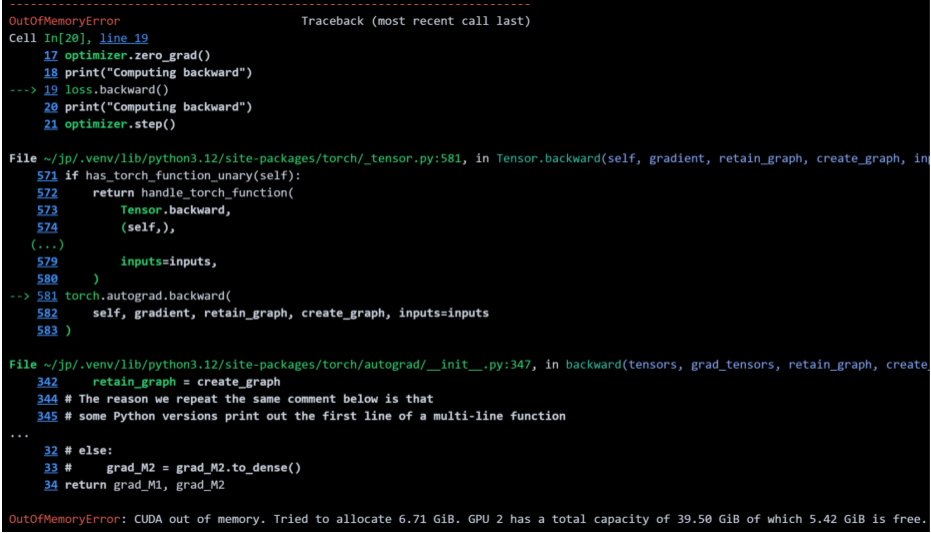 ---------------------------------------------------------------------------
OutOfMemoryError                          Traceback (most recent call last)
Cell In[20], line 19
     17 optimizer.zero_grad()
     18 print("Computing backward")
---> 19 loss.backward()
     20 print("Computing backward")
     21 optimizer.step()
File ~/jp/.venv/lib/python3.12/site-packages/torch/_tensor.py:581, in Tensor.backward(self, gradient, retain_graph, create_graph, inp
    571 if has_torch_function_unary(self):
    572     return handle_torch_function(
    573         Tensor.backward,
    574         (self,),
   (...)
    579         inputs=inputs,
    580     )
--> 581 torch.autograd.backward(
    582     self, gradient, retain_graph, create_graph, inputs=inputs
    583 )
File ~/jp/.venv/lib/python3.12/site-packages/torch/autograd/__init__.py:347, in backward(tensors, grad_tensors, retain_graph, create_
    342     retain_graph = create_graph
    344 # The reason we repeat the same comment below is that
    345 # some Python versions print out the first line of a multi-line function
...
     32 # else:
     33 #     grad_M2 = grad_M2.to_dense()
     34 return grad_M1, grad_M2
OutOfMemoryError: CUDA out of memory. Tried to allocate 6.71 GiB. GPU 2 has a total capacity of 39.50 GiB of which 5.42 GiB is free.